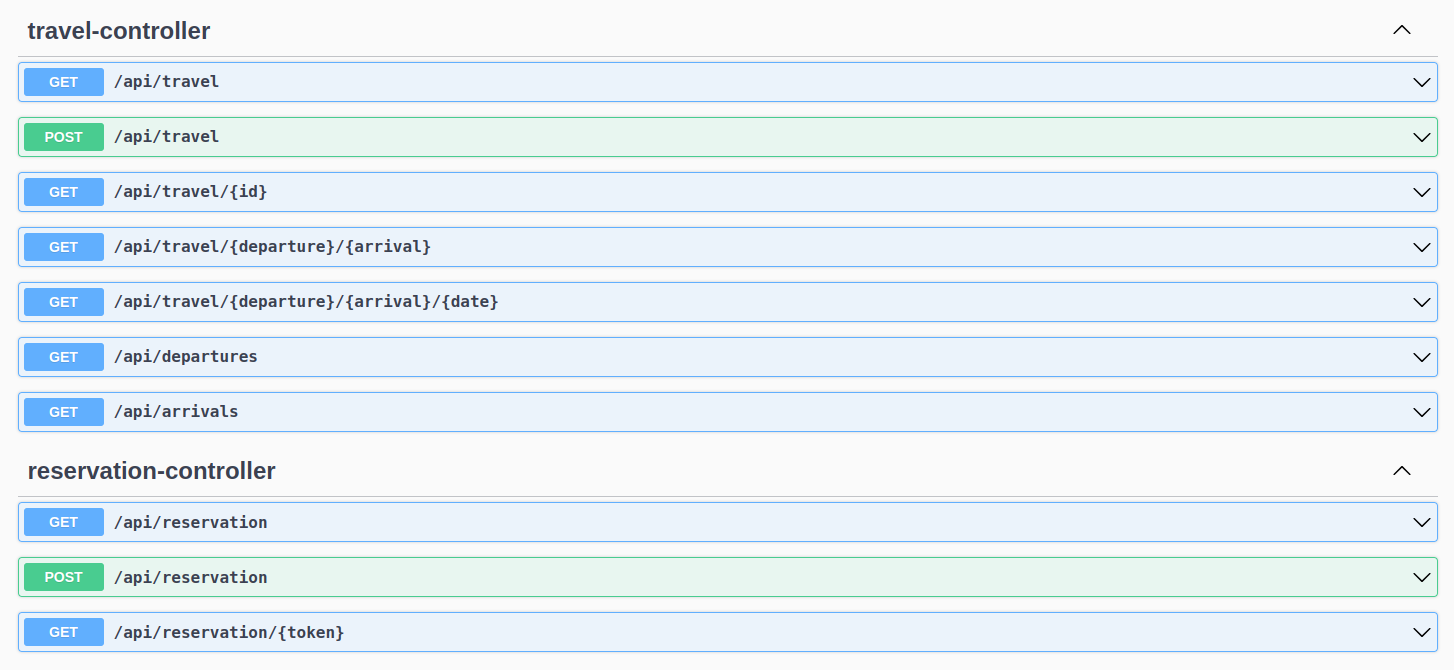 travel-controller
GET /api/travel
POST /api/travel
GET /api/travel/{id}
GET /api/travel/{departure}/{arrival}
GET /api/travel/{departure}/{arrival}/{date}
GET /api/departures
GET /api/arrivals
reservation-controller
GET /api/reservation
POST /api/reservation
GET /api/reservation/{token}